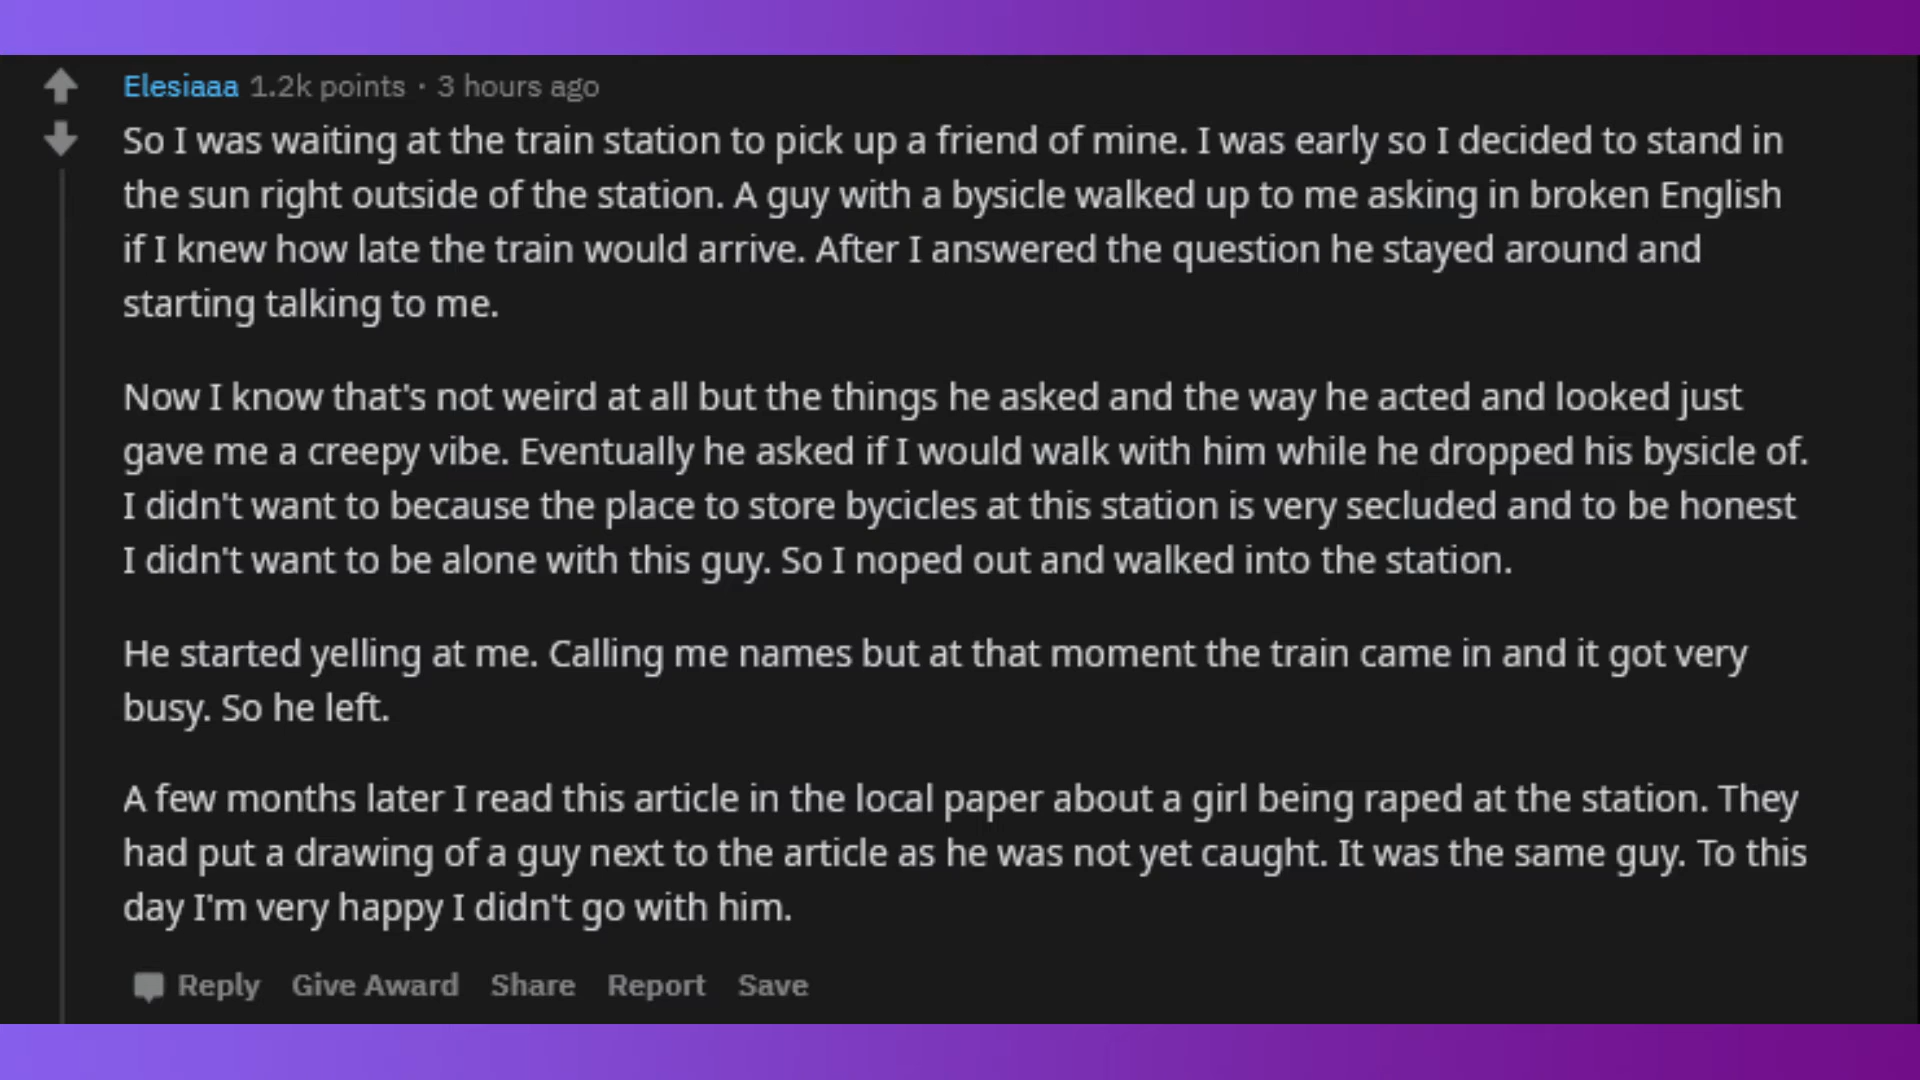 Elesiaaa 1.2k points · 3 hours ago
So I was waiting at the train station to pick up a friend of mine. I was early so I decided to stand in
the sun right outside of the station. A guy with a bysicle walked up to me asking in broken English
if I knew how late the train would arrive. After I answered the question he stayed around and
starting talking to me.
Now I know that's not weird at all but the things he asked and the way he acted and looked just
gave me a creepy vibe. Eventually he asked if I would walk with him while he dropped his bysicle of.
I didn't want to because the place to store bycicles at this station is very secluded and to be honest
I didn't want to be alone with this guy. So I noped out and walked into the station.
He started yelling at me. Calling me names but at that moment the train came in and it got very
busy. So he left.
A few months later I read this article in the local paper about a girl being raped at the station. They
had put a drawing of a guy next to the article as he was not yet caught. It was the same guy. To this
day I'm very happy I didn't go with him.
Reply Give Award Share Report Save